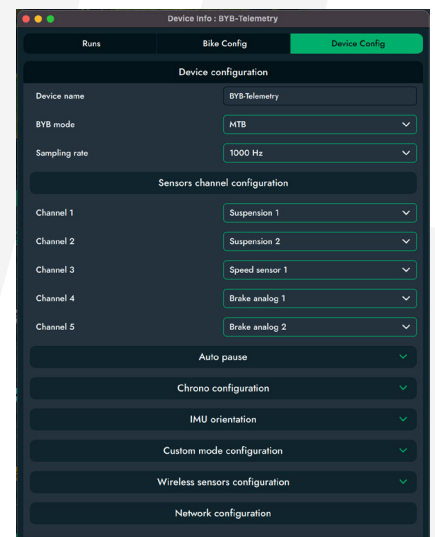 Device Info : BYB-Telemetry
Runs Bike Config Device Config
Device configuration
Device name BYB-Telemetry
BYB mode MTB
Sampling rate 1000 Hz
Sensors channel configuration
Channel 1 Suspension 1
Channel 2 Suspension 2
Channel 3 Speed sensor 1
Channel 4 Brake analog 1
Channel 5 Brake analog 2
Auto pause
Chrono configuration
IMU orientation
Custom mode configuration
Wireless sensors configuration
Network configuration